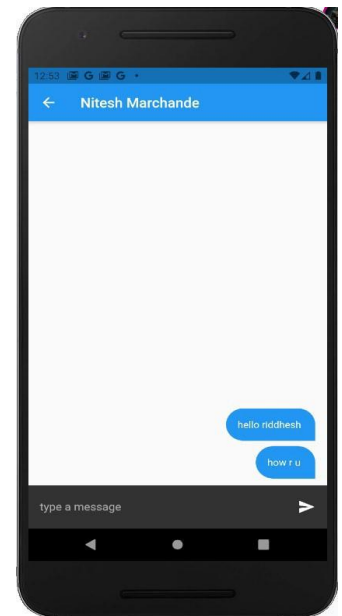 12:53 G G
Nitesh Marchande
hello riddhesh
how r u
type a message